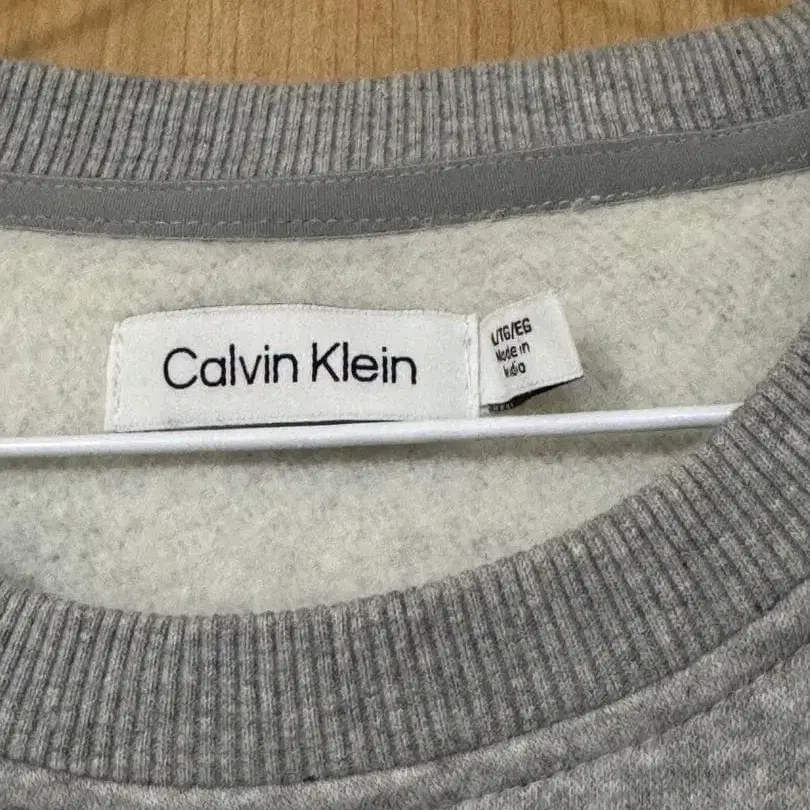 Calvin Klein
L/TG/EG
Made in
India